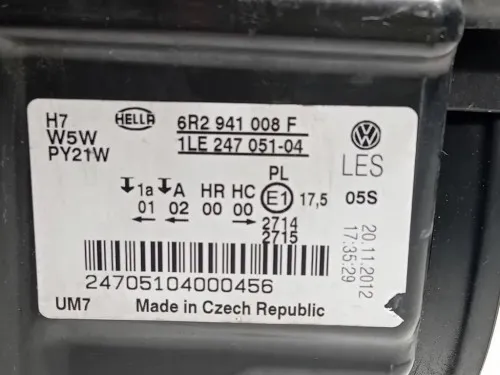 H7
W5W
PY21W
HELLA
6R2 941 008 F
1LE 247 051-04
LES
PL
1a A HR HC
E1 17,5 05S
01 02 00 00
2714
2715
24705104000456
20.11.2012
17:35:29
UM7 Made in Czech Republic